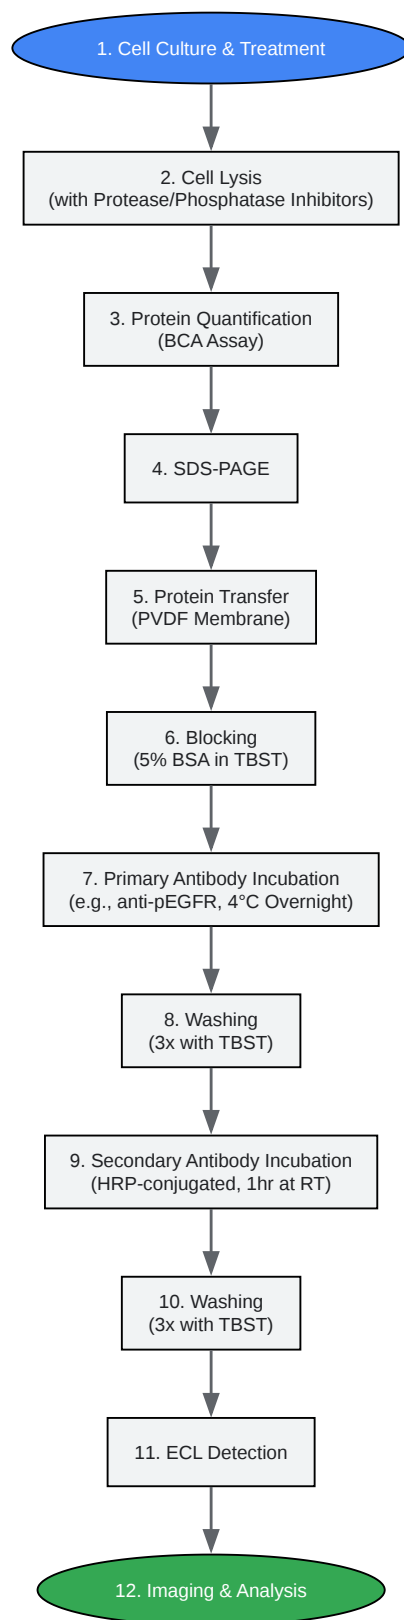 1. Cell Culture & Treatment
2. Cell Lysis
(with Protease/Phosphatase Inhibitors)
3. Protein Quantification
(BCA Assay)
4. SDS-PAGE
5. Protein Transfer
(PVDF Membrane)
6. Blocking
(5% BSA in TBST)
7. Primary Antibody Incubation
(e.g., anti-pEGFR, 4°C Overnight)
8. Washing
(3x with TBST)
9. Secondary Antibody Incubation
(HRP-conjugated, 1hr at RT)
10. Washing
(3x with TBST)
11. ECL Detection
12. Imaging & Analysis